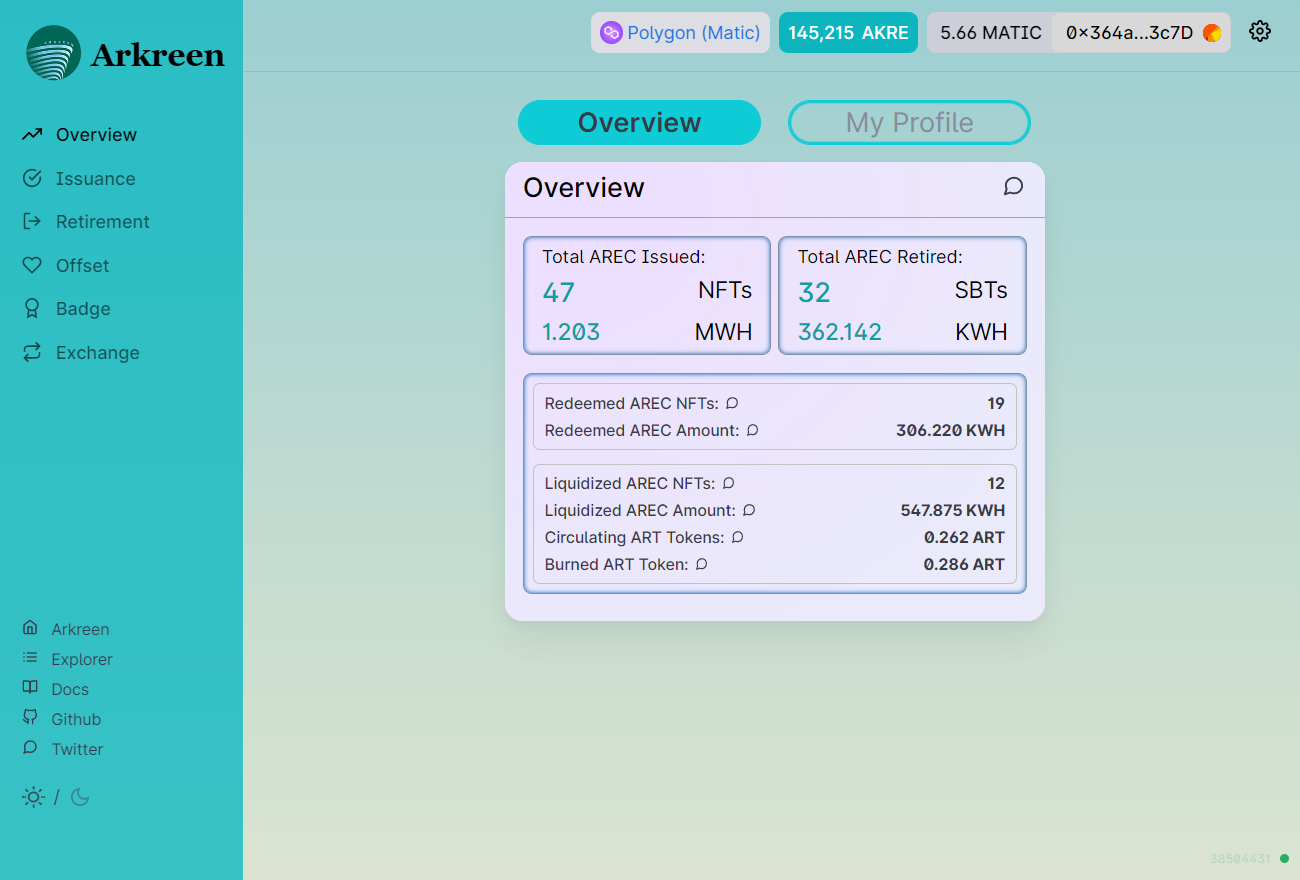 Arkreen
Polygon (Matic)
145,215 AKRE
5.66 MATIC
0x364a...3c7D
Overview
Issuance
Retirement
Offset
Badge
Exchange
Arkreen
Explorer
Docs
Github
Twitter
/
Overview
My Profile
Overview
Total AREC Issued:
47 NFTs
1.203 MWH
Total AREC Retired:
32 SBTs
362.142 KWH
Redeemed AREC NFTs: 19
Redeemed AREC Amount: 306.220 KWH
Liquidized AREC NFTs: 12
Liquidized AREC Amount: 547.875 KWH
Circulating ART Tokens: 0.262 ART
Burned ART Token: 0.286 ART
38504431